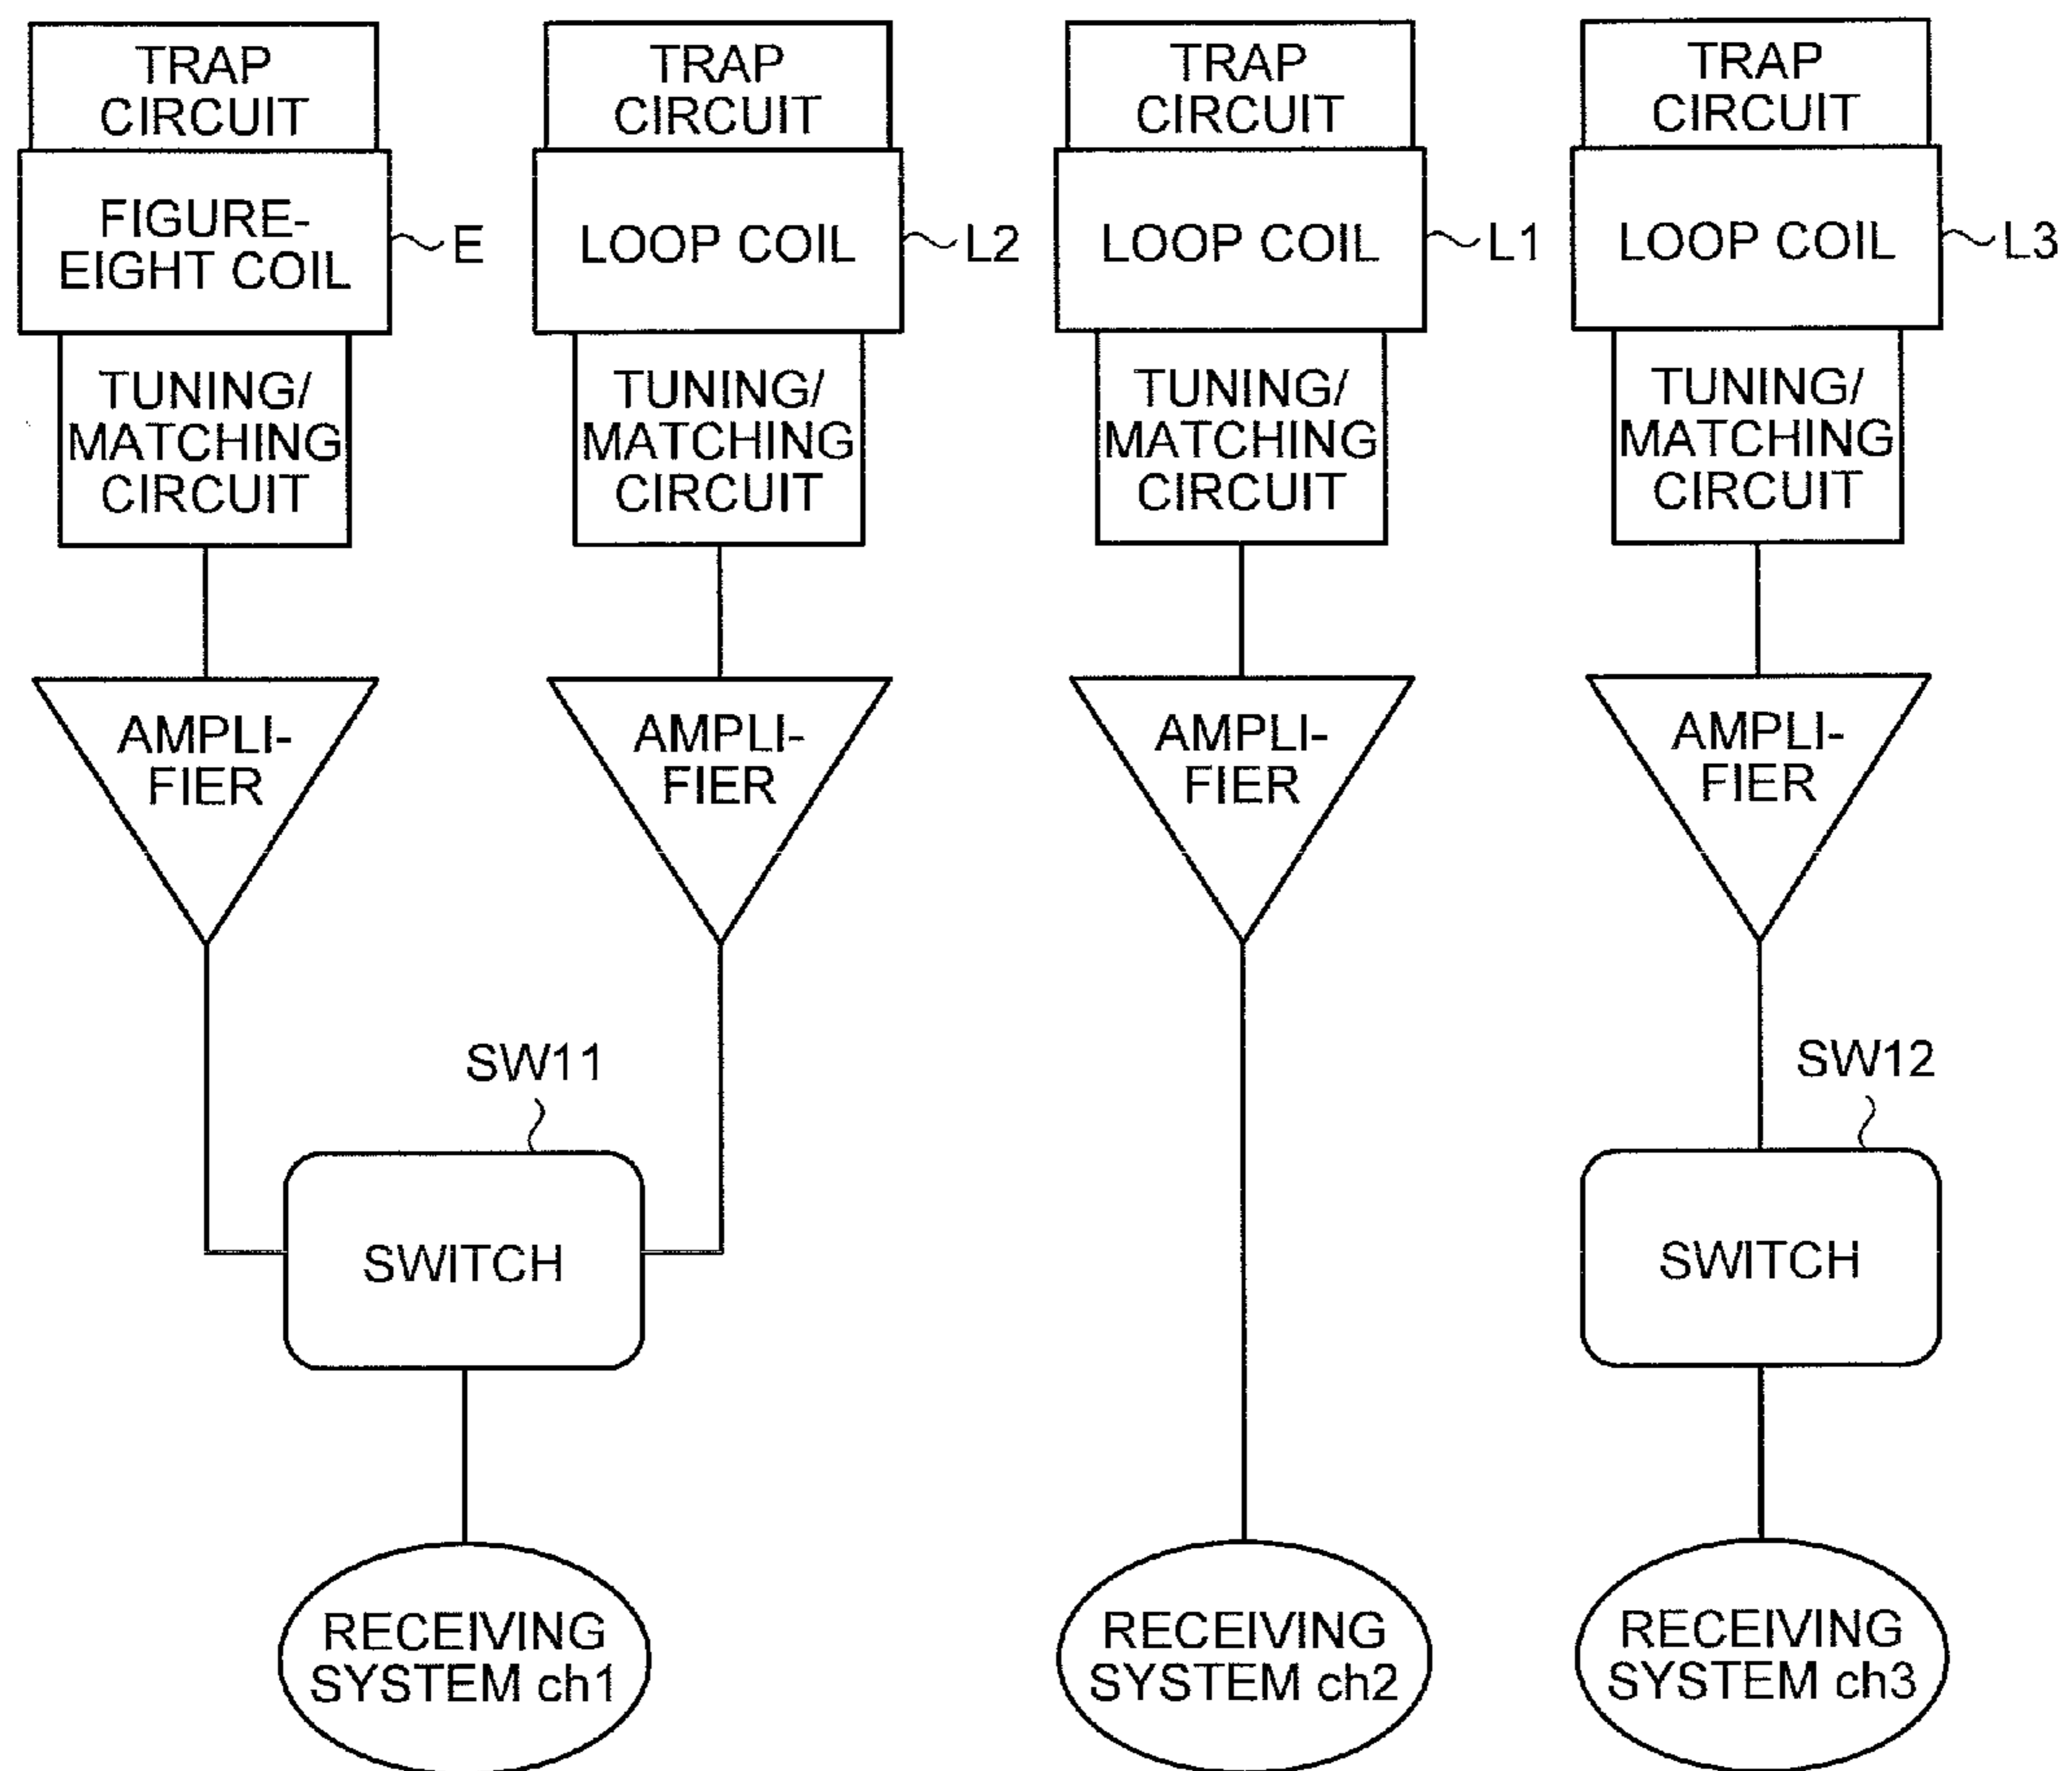 TRAP
CIRCUIT
TRAP
CIRCUIT
TRAP
CIRCUIT
TRAP
CIRCUIT
FIGURE-
EIGHT COIL
E
LOOP COIL
L2
LOOP COIL
L1
LOOP COIL
L3
TUNING/
MATCHING
CIRCUIT
TUNING/
MATCHING
CIRCUIT
TUNING/
MATCHING
CIRCUIT
TUNING/
MATCHING
CIRCUIT
AMPLI-
FIER
AMPLI-
FIER
AMPLI-
FIER
AMPLI-
FIER
SW11
SW12
SWITCH
SWITCH
RECEIVING
SYSTEM ch1
RECEIVING
SYSTEM ch2
RECEIVING
SYSTEM ch3